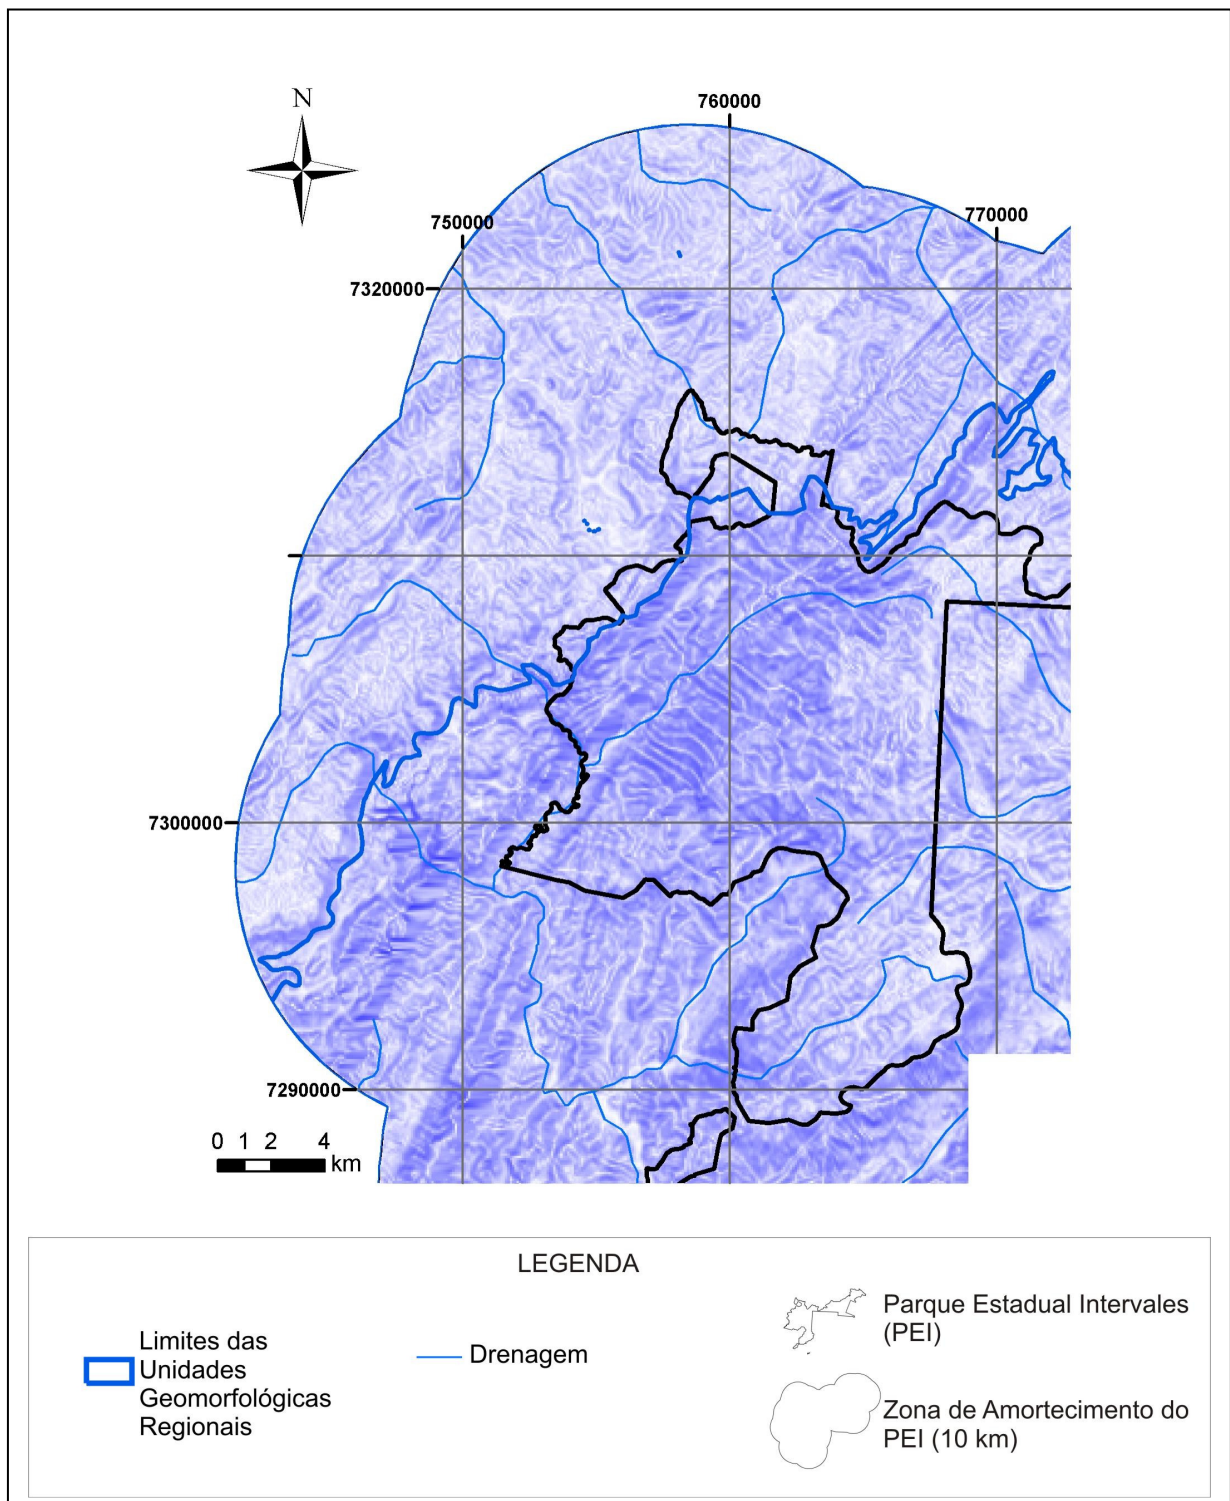 N
760000
750000
770000
7320000
7300000
7290000
0 1 2 4
km
LEGENDA
Limites das
Unidades
Geomorfológicas
Regionais
Drenagem
Parque Estadual Intervales
(PEI)
Zona de Amortecimento do
PEI (10 km)